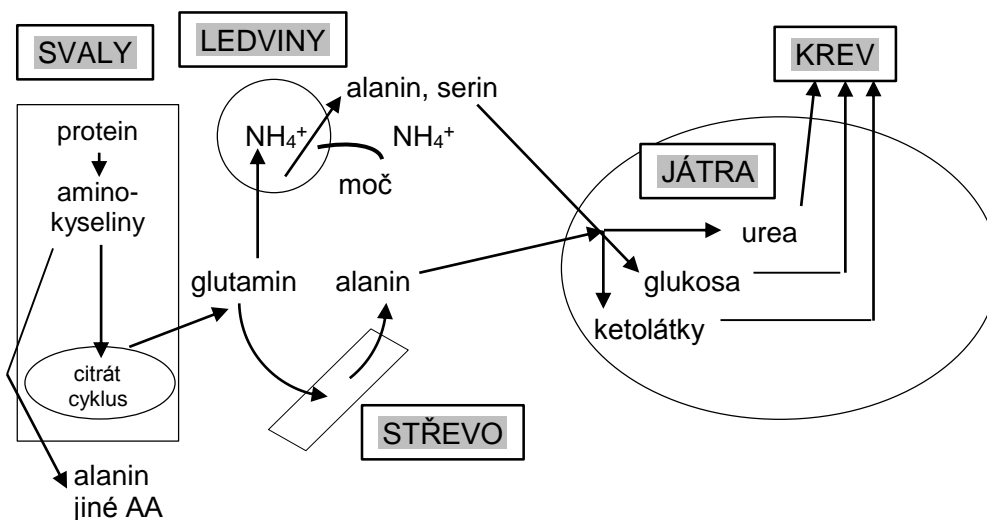 SVALY
LEDVINY
KREV
alanin, serin
protein
NH₄⁺
NH₄⁺
moč
JÁTRA
amino-
kyseliny
urea
glutamin
alanin
glukosa
ketolátky
citrát
cyklus
STŘEVO
alanin
jiné AA